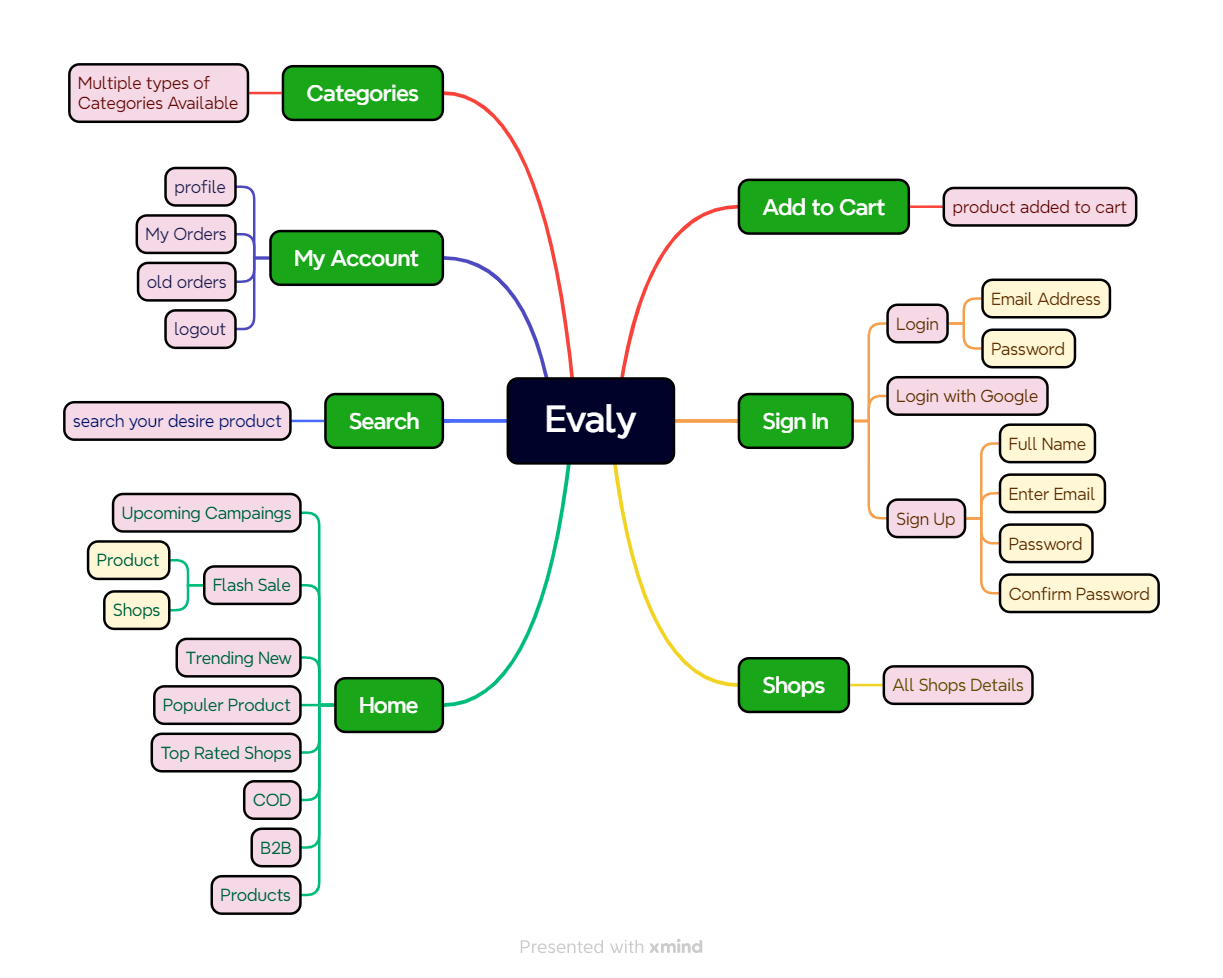 Evaly
Add to Cart
product added to cart
Sign In
Login
Email Address
Password
Login with Google
Sign Up
Full Name
Enter Email
Password
Confirm Password
Shops
All Shops Details
Categories
Multiple types of
Categories Available
My Account
profile
My Orders
old orders
logout
Search
search your desire product
Home
Upcoming Campaings
Flash Sale
Product
Shops
Trending New
Populer Product
Top Rated Shops
COD
B2B
Products
Presented with xmind